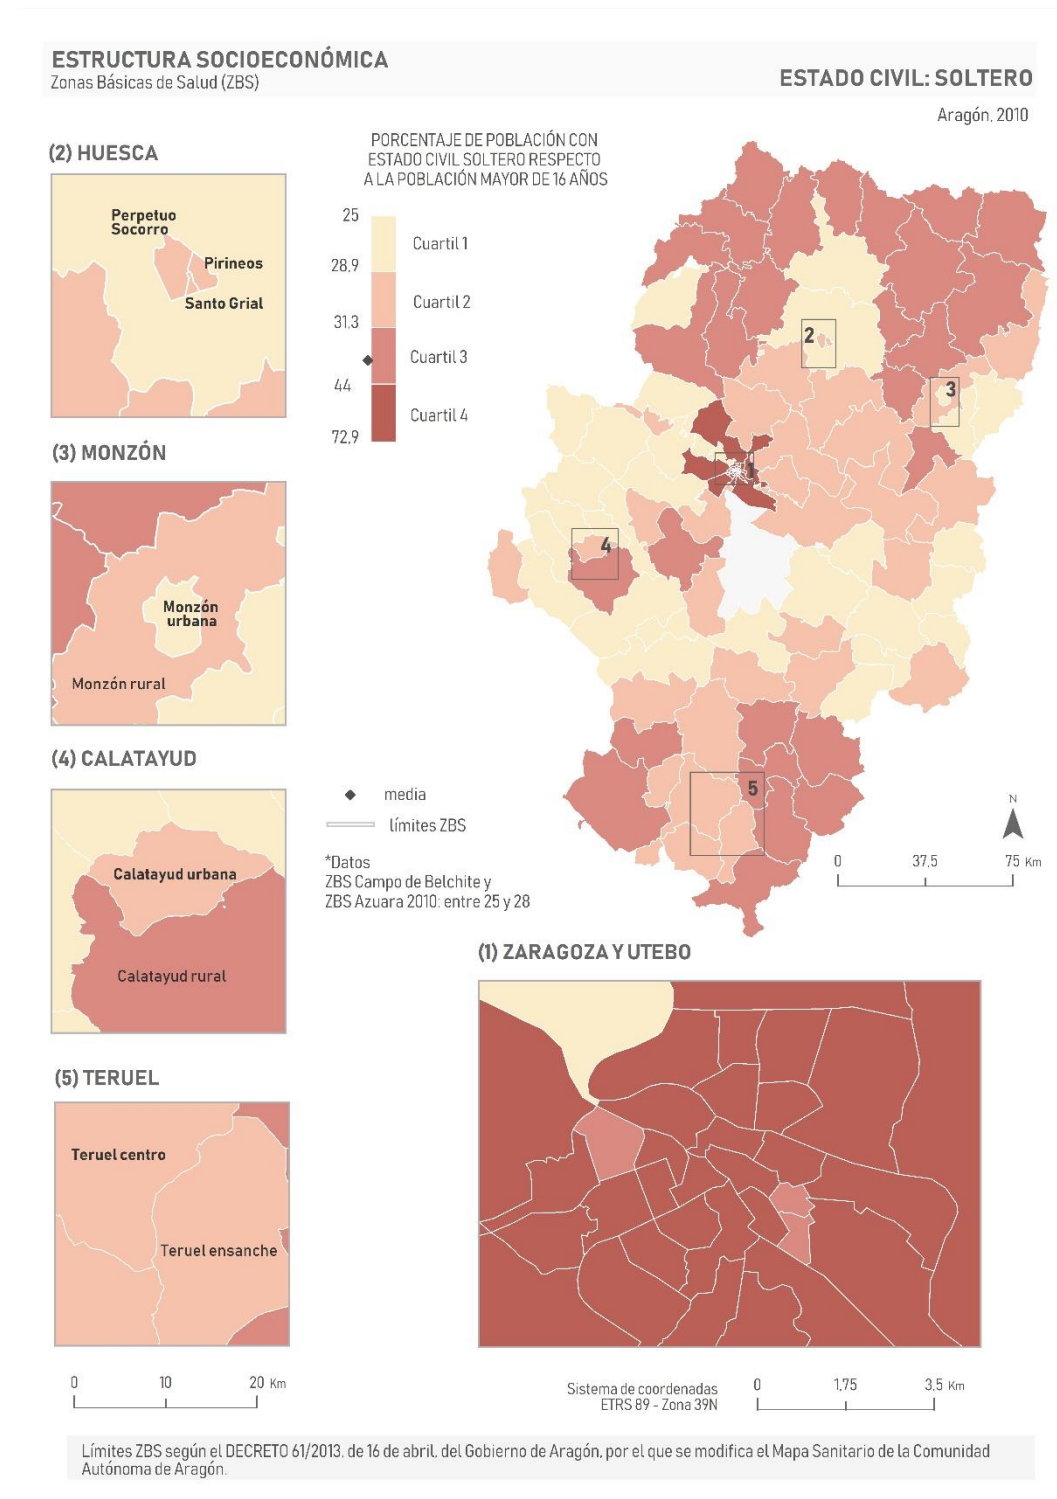 ESTRUCTURA SOCIOECONÓMICA
Zonas Básicas de Salud (ZBS)
ESTADO CIVIL: SOLTERO
Aragón, 2010
(2) HUESCA
Perpetuo
Socorro
Pirineos
Santo Grial
PORCENTAJE DE POBLACIÓN CON
ESTADO CIVIL SOLTERO RESPECTO
A LA POBLACIÓN MAYOR DE 16 AÑOS
25
Cuartil 1
28,9
Cuartil 2
31,3
Cuartil 3
44
Cuartil 4
72,9
2
3
1
4
5
(3) MONZÓN
Monzón
urbana
Monzón rural
(4) CALATAYUD
Calatayud urbana
Calatayud rural
media
límites ZBS
*Datos
ZBS Campo de Belchite y
ZBS Azuara 2010: entre 25 y 28
N
0 37,5 75 Km
(1) ZARAGOZA Y UTEBO
(5) TERUEL
Teruel centro
Teruel ensanche
0 10 20 Km
Sistema de coordenadas
ETRS 89 - Zona 39N
0 1,75 3,5 Km
Límites ZBS según el DECRETO 61/2013, de 16 de abril, del Gobierno de Aragón, por el que se modifica el Mapa Sanitario de la Comunidad
Autónoma de Aragón.